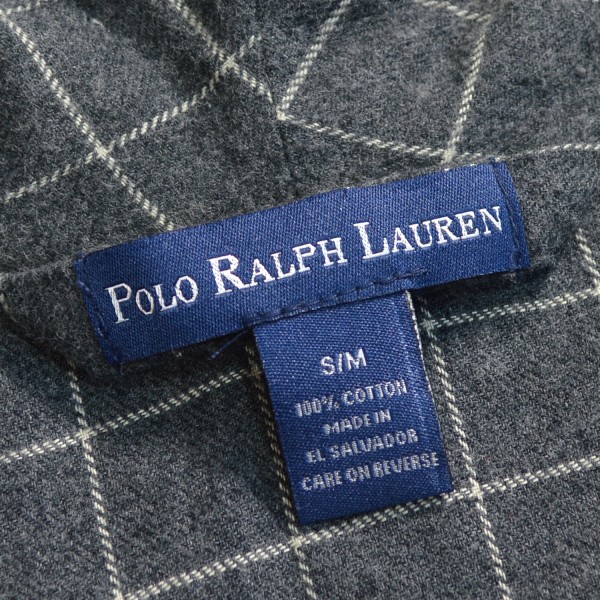 POLO RALPH LAUREN
S/M
100% COTTON
MADE IN
EL SALVADOR
CARE ON REVERSE